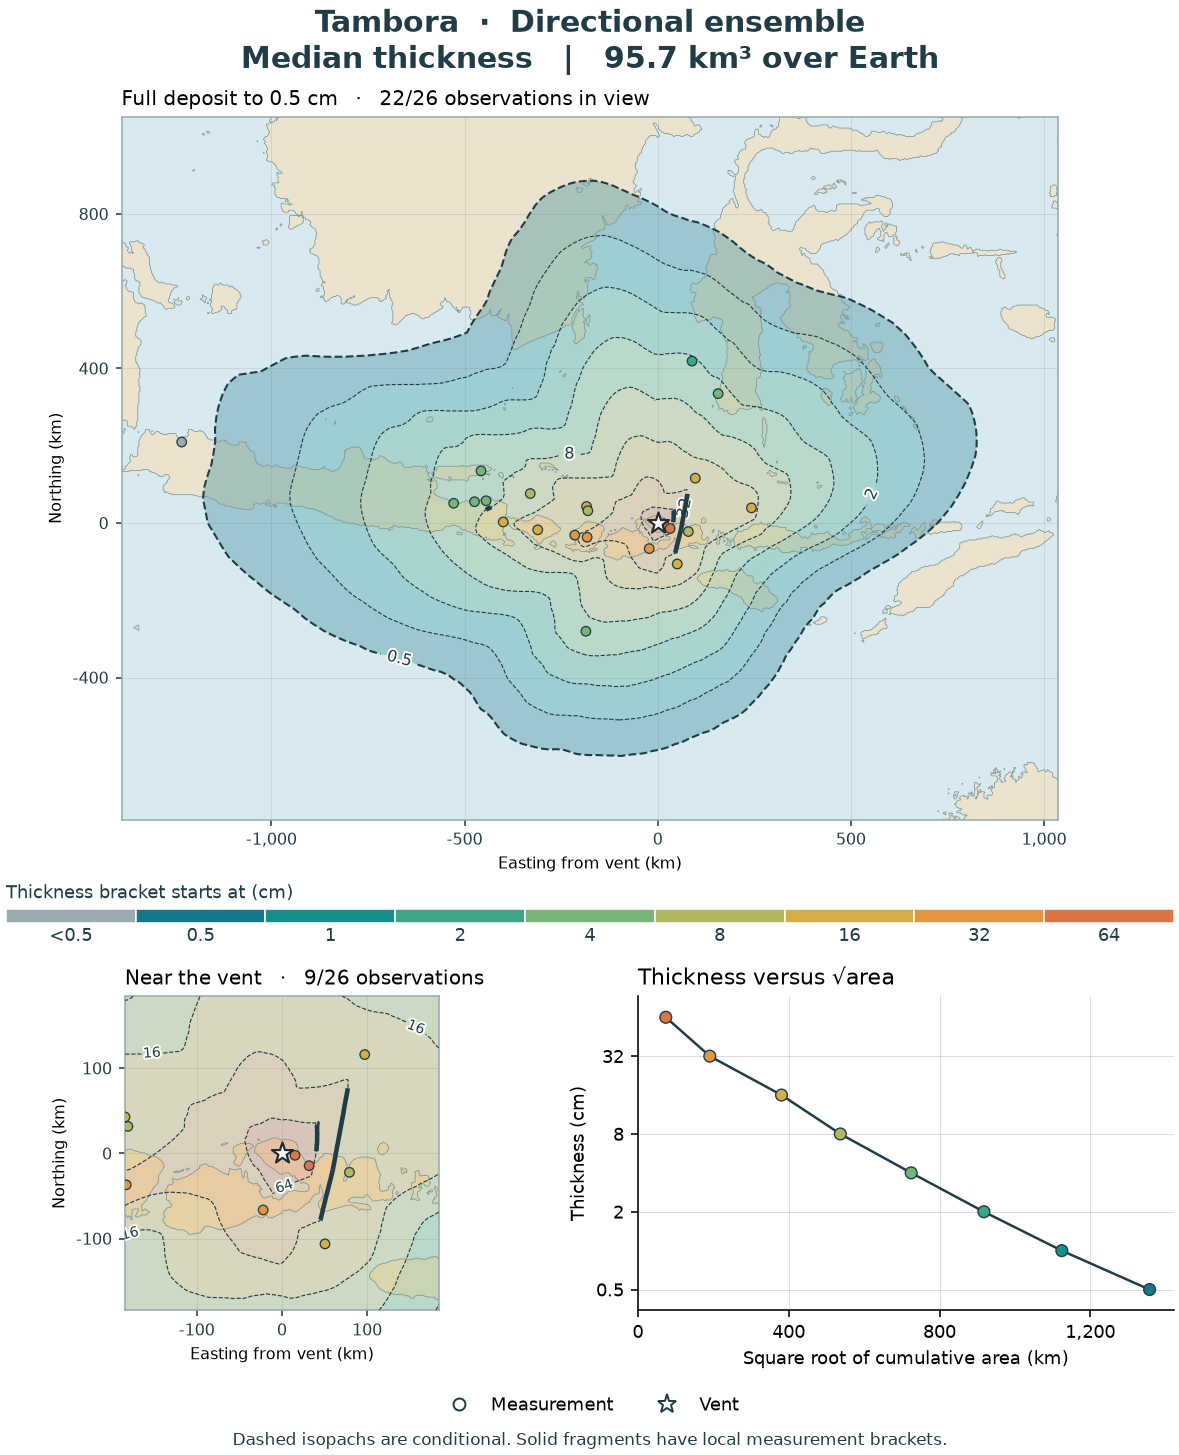 Tambora · Directional ensemble
Median thickness | 95.7 km³ over Earth
Full deposit to 0.5 cm · 22/26 observations in view
Northing (km)
800
400
0
-400
8
32
2
0.5
-1,000
-500
0
500
1,000
Easting from vent (km)
Thickness bracket starts at (cm)
<0.5
0.5
1
2
4
8
16
32
64
Near the vent · 9/26 observations
Northing (km)
100
0
-100
16
16
64
16
-100
0
100
Easting from vent (km)
Thickness versus √area
Thickness (cm)
32
8
2
0.5
0
400
800
1,200
Square root of cumulative area (km)
Measurement
Vent
Dashed isopachs are conditional. Solid fragments have local measurement brackets.